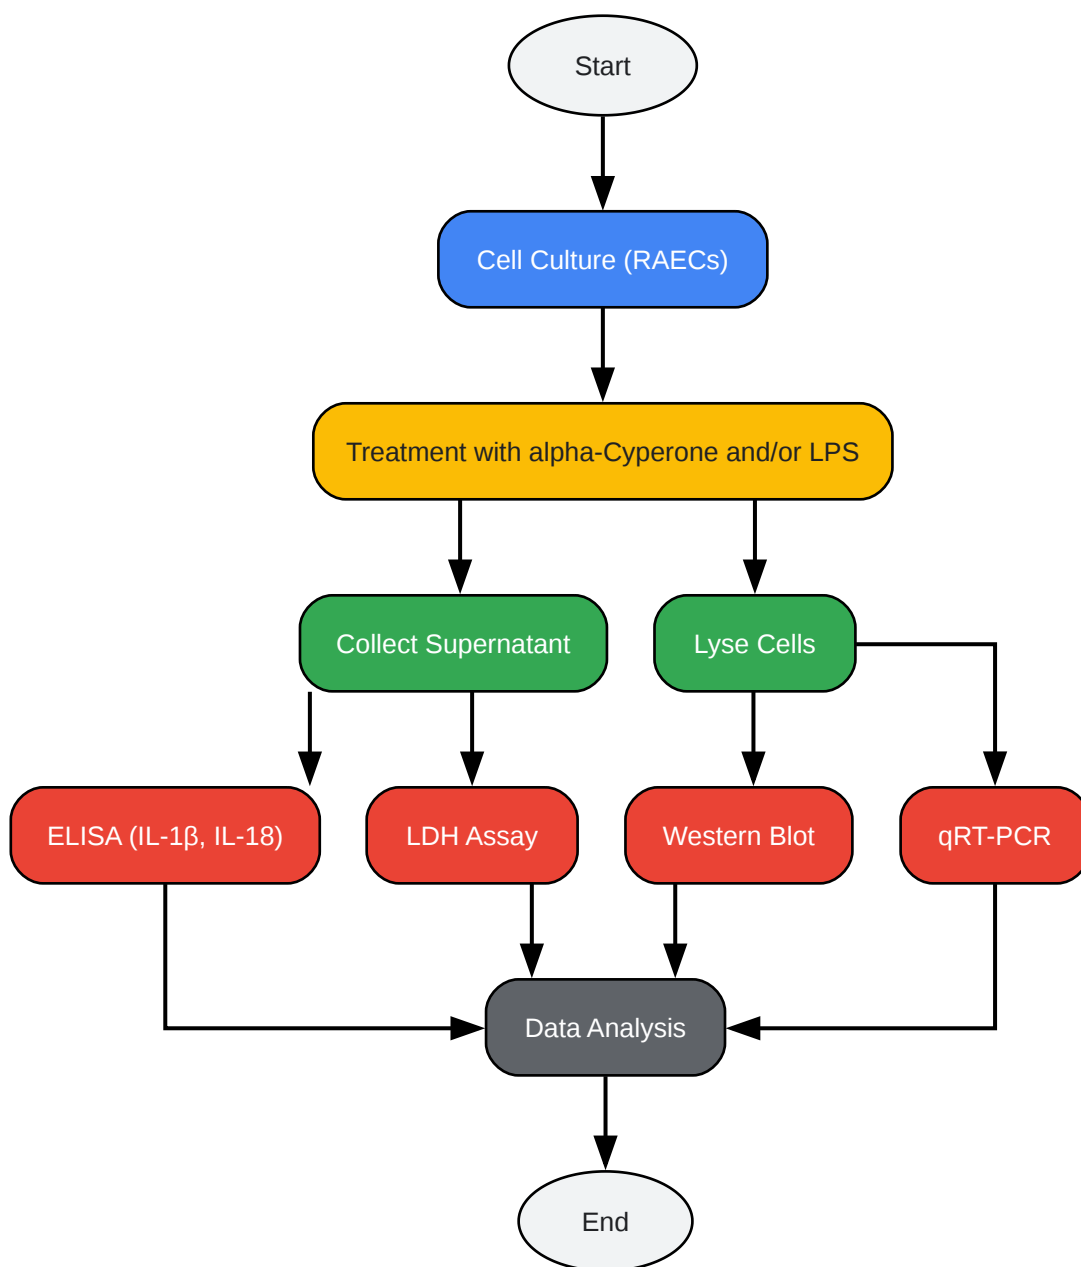 Start
Cell Culture (RAECs)
Treatment with alpha-Cyperone and/or LPS
Collect Supernatant
Lyse Cells
ELISA (IL-1β, IL-18)
LDH Assay
Western Blot
qRT-PCR
Data Analysis
End